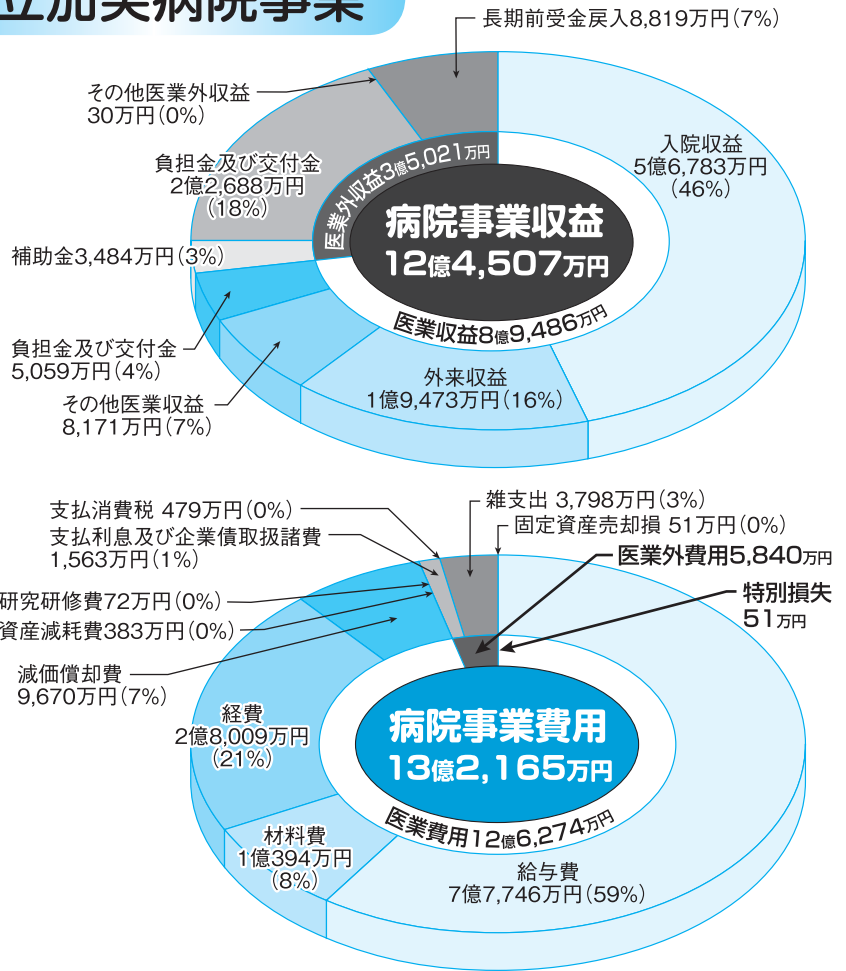 立加美病院事業
長期前受金戻入8,819万円(7%)
その他医業外収益
30万円(0%)
負担金及び交付金
2億2,688万円
(18%)
補助金3,484万円(3%)
負担金及び交付金
5,059万円(4%)
その他医業収益
8,171万円(7%)
外来収益
1億9,473万円(16%)
入院収益
5億6,783万円
(46%)
医業外収益3億5,021万円
病院事業収益
12億4,507万円
医業収益8億9,486万円
支払消費税 479万円(0%)
支払利息及び企業債取扱諸費
1,563万円(1%)
研究研修費72万円(0%)
資産減耗費383万円(0%)
減価償却費
9,670万円(7%)
経費
2億8,009万円
(21%)
材料費
1億394万円
(8%)
給与費
7億7,746万円(59%)
雑支出 3,798万円(3%)
固定資産売却損 51万円(0%)
医業外費用5,840万円
特別損失
51万円
病院事業費用
13億2,165万円
医業費用12億6,274万円